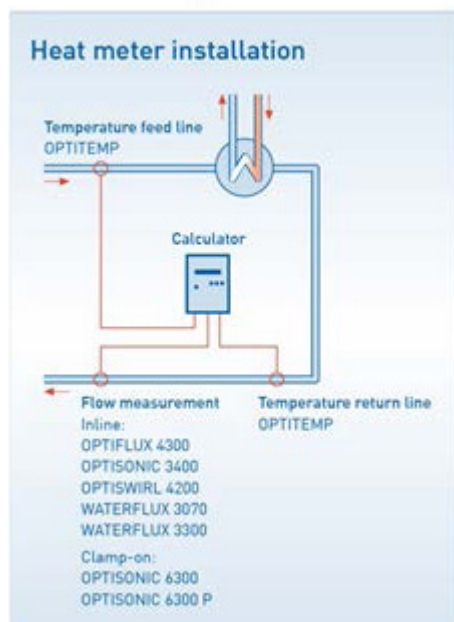 Heat meter installation
Temperature feed line
OPTITEMP
Calculator
Flow measurement
Inline:
OPTIFLUX 4300
OPTISONIC 3400
OPTISWIRL 4200
WATERFLUX 3070
WATERFLUX 3300
Clamp-on:
OPTISONIC 6300
OPTISONIC 6300 P
Temperature return line
OPTITEMP